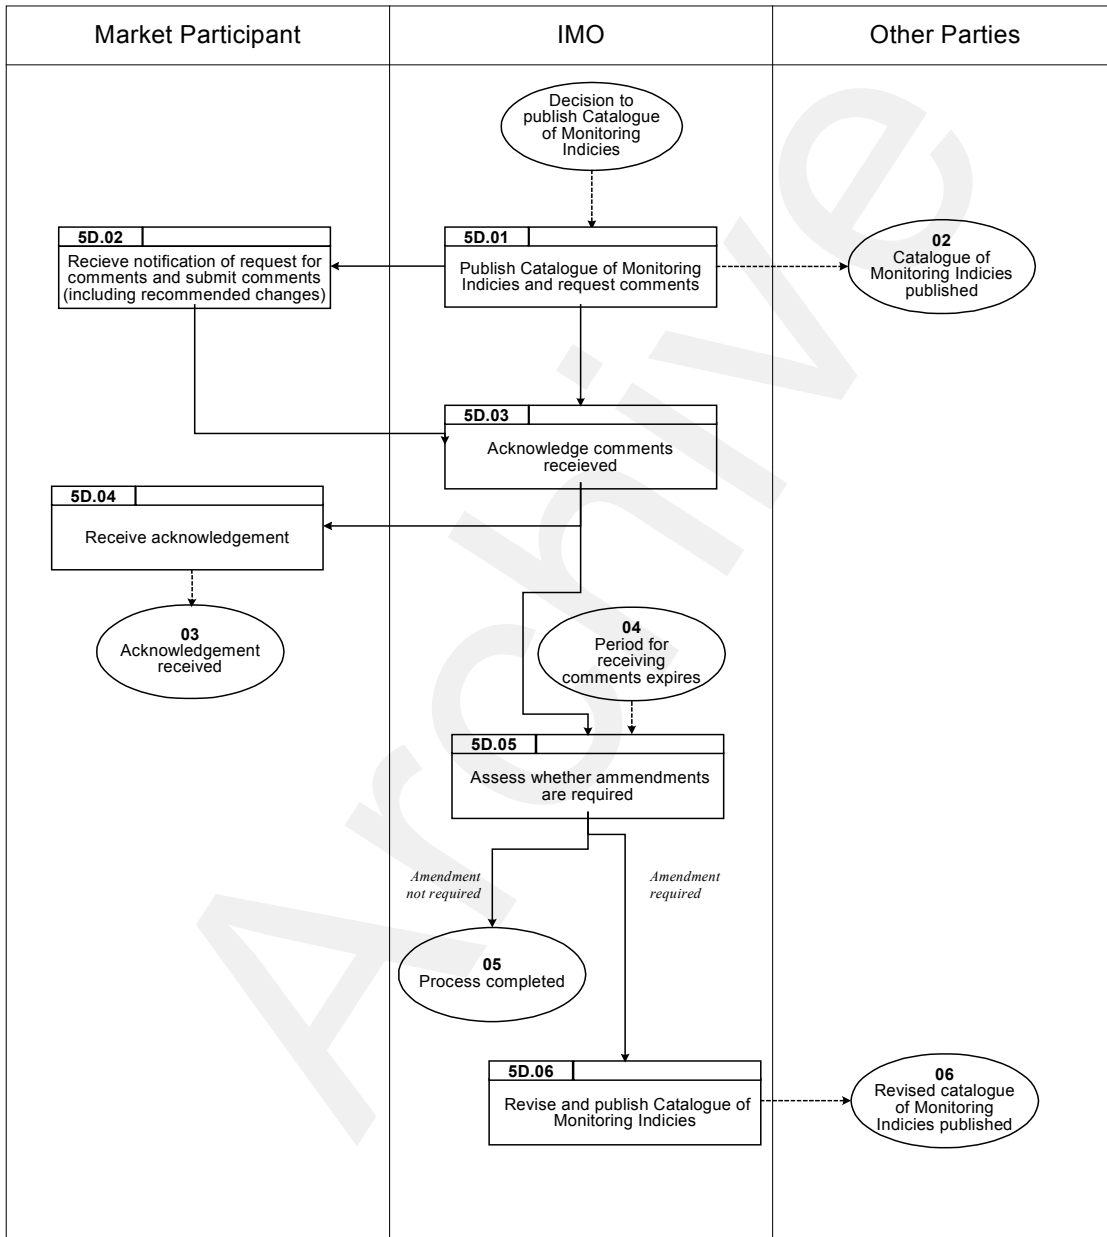 Market Participant
IMO
Other Parties
Decision to
publish Catalogue
of Monitoring
Indicies
5D.02
Recieve notification of request for
comments and submit comments
(including recommended changes)
5D.01
Publish Catalogue of Monitoring
Indicies and request comments
02
Catalogue of
Monitoring Indicies
published
5D.03
Acknowledge comments
receieved
5D.04
Receive acknowledgement
03
Acknowledgement
received
04
Period for
receiving
comments expires
5D.05
Assess whether ammendments
are required
Amendment
not required
Amendment
required
05
Process completed
5D.06
Revise and publish Catalogue of
Monitoring Indicies
06
Revised catalogue
of Monitoring
Indicies published
Archive